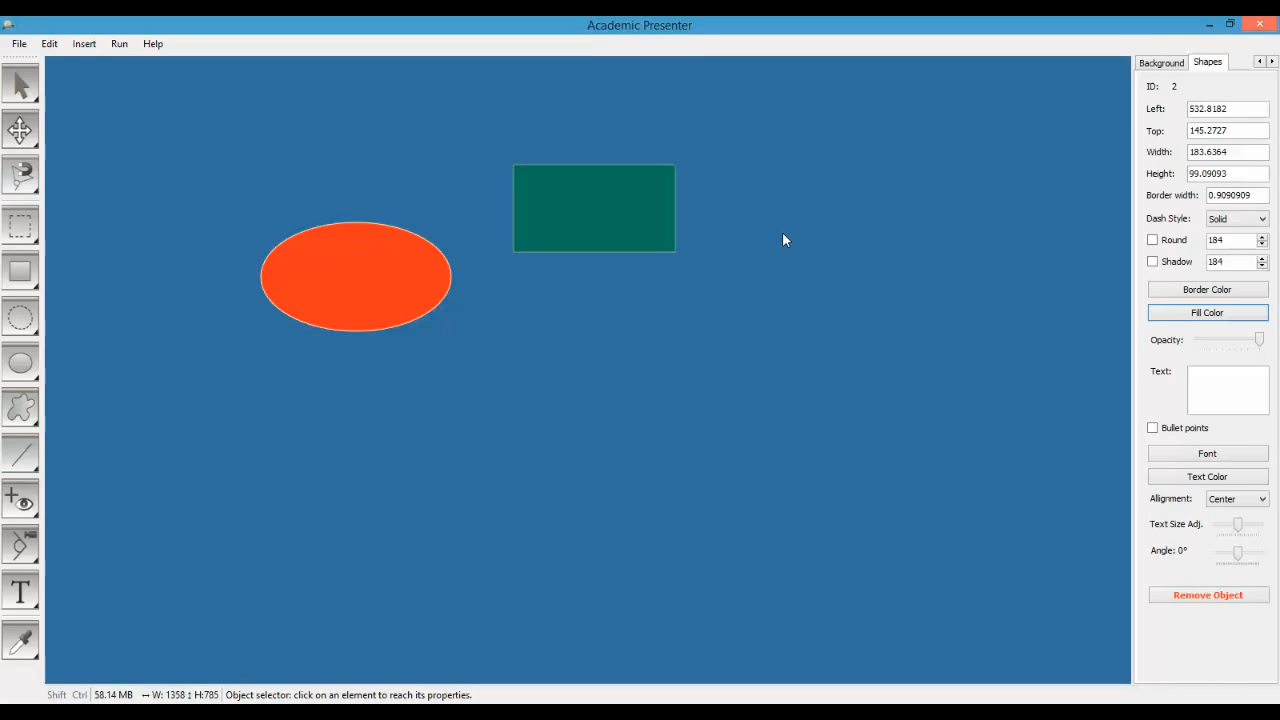 Academic Presenter
File Edit Insert Run Help
Background Shapes
ID: 2
Left: 532.8182
Top: 145.2727
Width: 183.6364
Height: 99.09093
Border width: 0.9090909
Dash Style: Solid
Round 184
Shadow 184
Border Color
Fill Color
Opacity:
Text:
Bullet points
Font
Text Color
Allignment: Center
Text Size Adj.
Angle: 0°
Remove Object
T
Shift Ctrl 58.14 MB W: 1358 H:785 Object selector: click on an element to reach its properties.